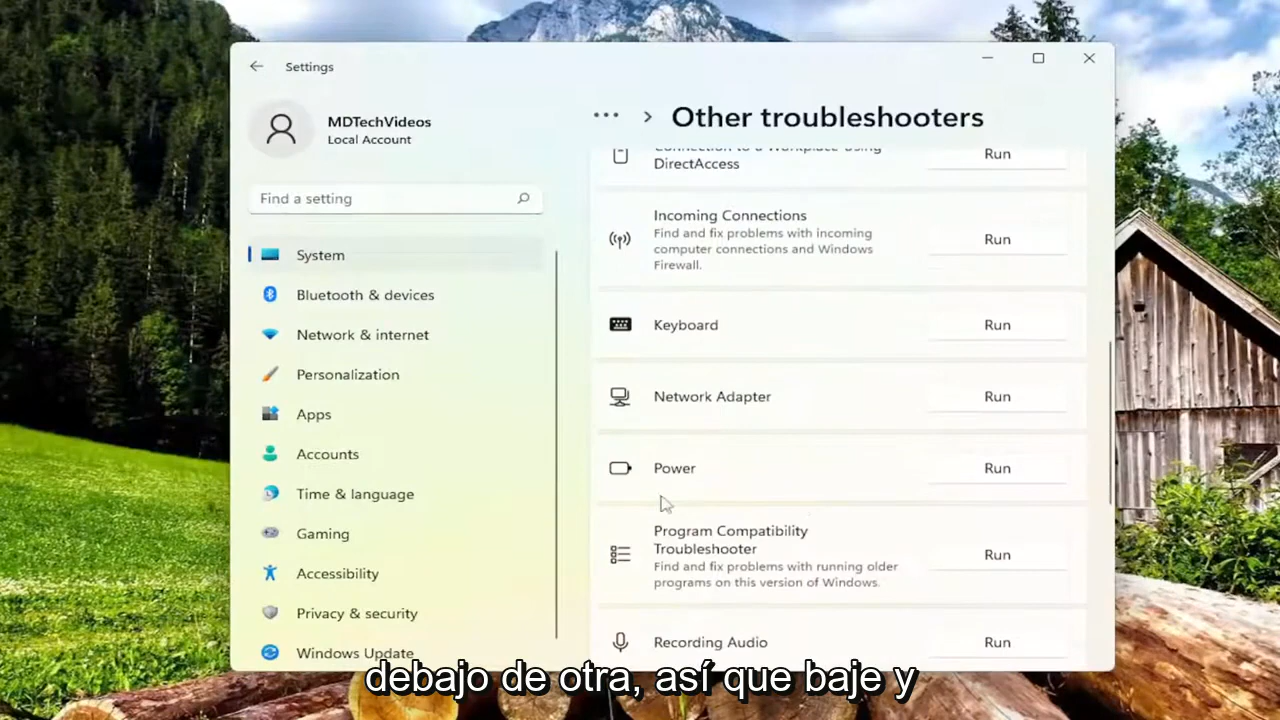 Settings
MDTechVideos
Local Account
Find a setting
System
Bluetooth & devices
Network & internet
Personalization
Apps
Accounts
Time & language
Gaming
Accessibility
Privacy & security
Windows Update
... > Other troubleshooters
Connection to a Workplace using
DirectAccess
Run
Incoming Connections
Find and fix problems with incoming
computer connections and Windows
Firewall.
Run
Keyboard
Run
Network Adapter
Run
Power
Run
Program Compatibility
Troubleshooter
Find and fix problems with running older
programs on this version of Windows.
Run
Recording Audio
Run
debajo de otra, así que baje y